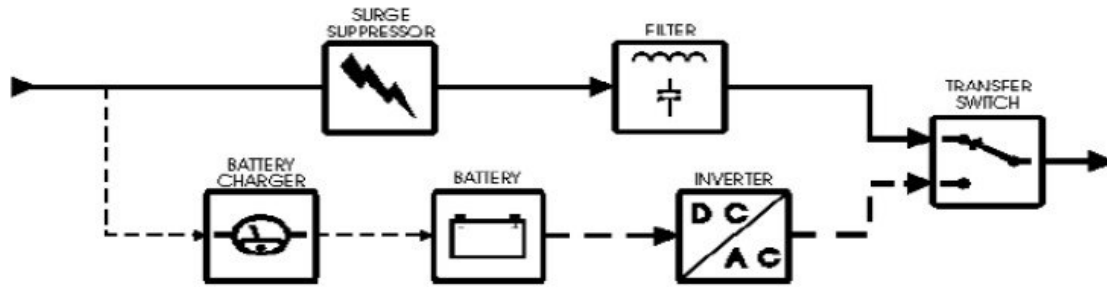 SURGE
SUPPRESSOR
FILTER
TRANSFER
SWITCH
BATTERY
CHARGER
BATTERY
INVERTER
D C
A C